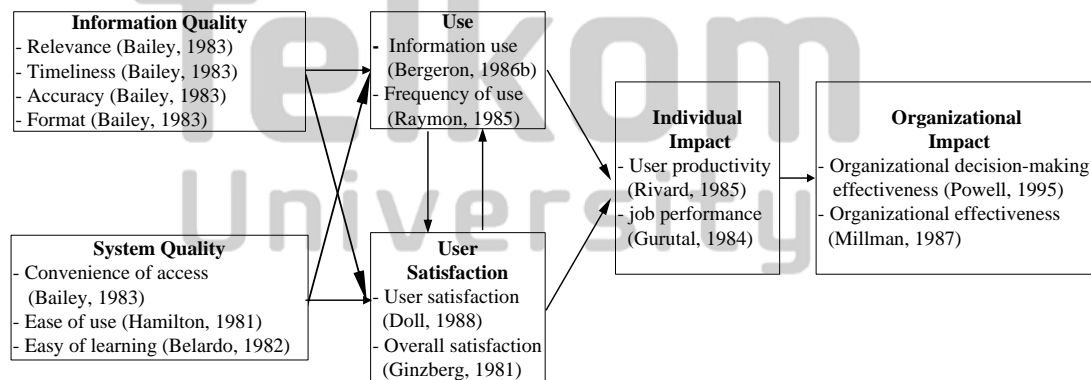 Telkom
University
Information Quality
- Relevance (Bailey, 1983)
- Timeliness (Bailey, 1983)
- Accuracy (Bailey, 1983)
- Format (Bailey, 1983)
System Quality
- Convenience of access
(Bailey, 1983)
- Ease of use (Hamilton, 1981)
- Easy of learning (Belardo, 1982)
Use
- Information use
(Bergeron, 1986b)
- Frequency of use
(Raymon, 1985)
User
Satisfaction
- User satisfaction
(Doll, 1988)
- Overall satisfaction
(Ginzberg, 1981)
Individual
Impact
- User productivity
(Rivard, 1985)
- job performance
(Gurutal, 1984)
Organizational
Impact
- Organizational decision-making
effectiveness (Powell, 1995)
- Organizational effectiveness
(Millman, 1987)